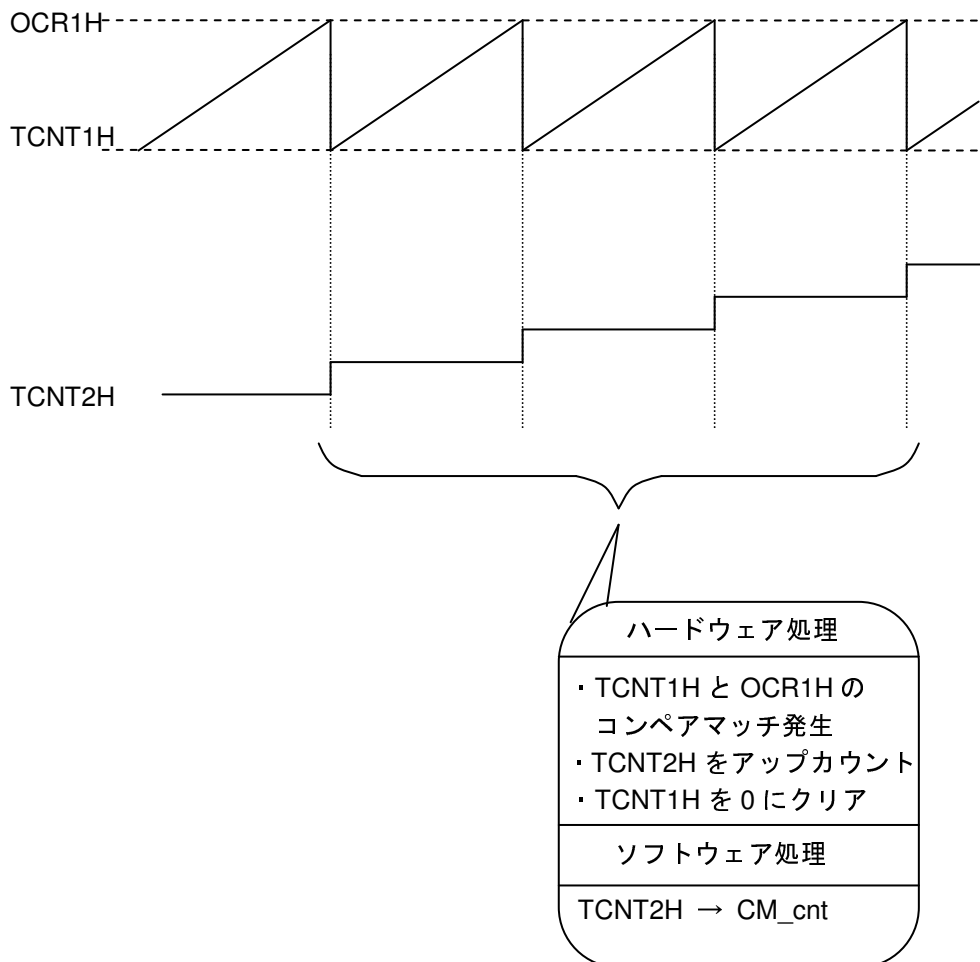 OCR1H
TCNT1H
TCNT2H
ハードウェア処理
・TCNT1H と OCR1H の
コンペアマッチ発生
・TCNT2H をアップカウント
・TCNT1H を 0 にクリア
ソフトウェア処理
TCNT2H → CM_cnt